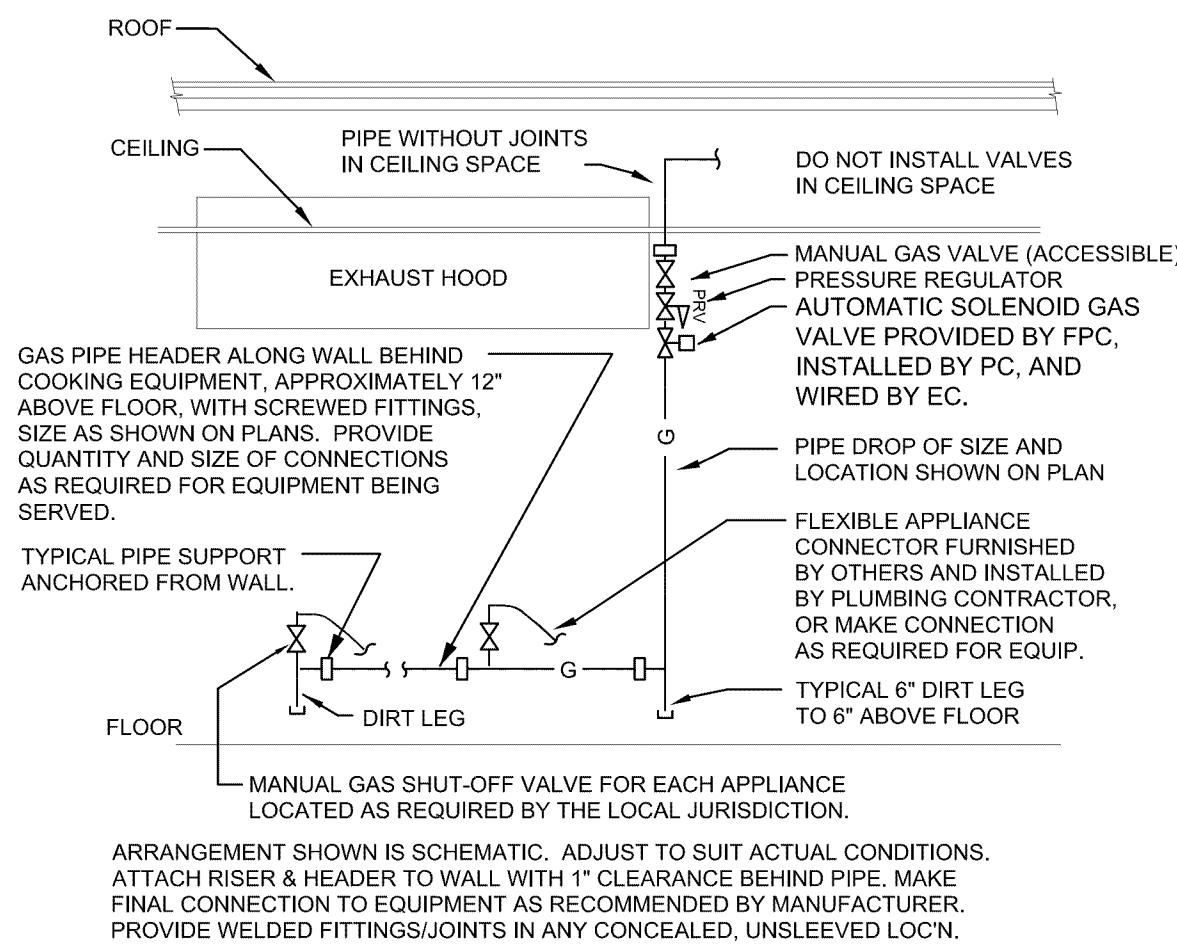 ROOF
CEILING
PIPE WITHOUT JOINTS
IN CEILING SPACE
DO NOT INSTALL VALVES
IN CEILING SPACE
EXHAUST HOOD
MANUAL GAS VALVE (ACCESSIBLE)
PRESSURE REGULATOR
PRV
AUTOMATIC SOLENOID GAS
VALVE PROVIDED BY FPC,
INSTALLED BY PC, AND
WIRED BY EC.
GAS PIPE HEADER ALONG WALL BEHIND
COOKING EQUIPMENT, APPROXIMATELY 12"
ABOVE FLOOR, WITH SCREWED FITTINGS,
SIZE AS SHOWN ON PLANS. PROVIDE
QUANTITY AND SIZE OF CONNECTIONS
AS REQUIRED FOR EQUIPMENT BEING
SERVED.
G
PIPE DROP OF SIZE AND
LOCATION SHOWN ON PLAN
TYPICAL PIPE SUPPORT
ANCHORED FROM WALL.
FLEXIBLE APPLIANCE
CONNECTOR FURNISHED
BY OTHERS AND INSTALLED
BY PLUMBING CONTRACTOR,
OR MAKE CONNECTION
AS REQUIRED FOR EQUIP.
G
TYPICAL 6" DIRT LEG
TO 6" ABOVE FLOOR
DIRT LEG
FLOOR
MANUAL GAS SHUT-OFF VALVE FOR EACH APPLIANCE
LOCATED AS REQUIRED BY THE LOCAL JURISDICTION.
ARRANGEMENT SHOWN IS SCHEMATIC. ADJUST TO SUIT ACTUAL CONDITIONS.
ATTACH RISER & HEADER TO WALL WITH 1" CLEARANCE BEHIND PIPE. MAKE
FINAL CONNECTION TO EQUIPMENT AS RECOMMENDED BY MANUFACTURER.
PROVIDE WELDED FITTINGS/JOINTS IN ANY CONCEALED, UNSLEEVED LOC'N.